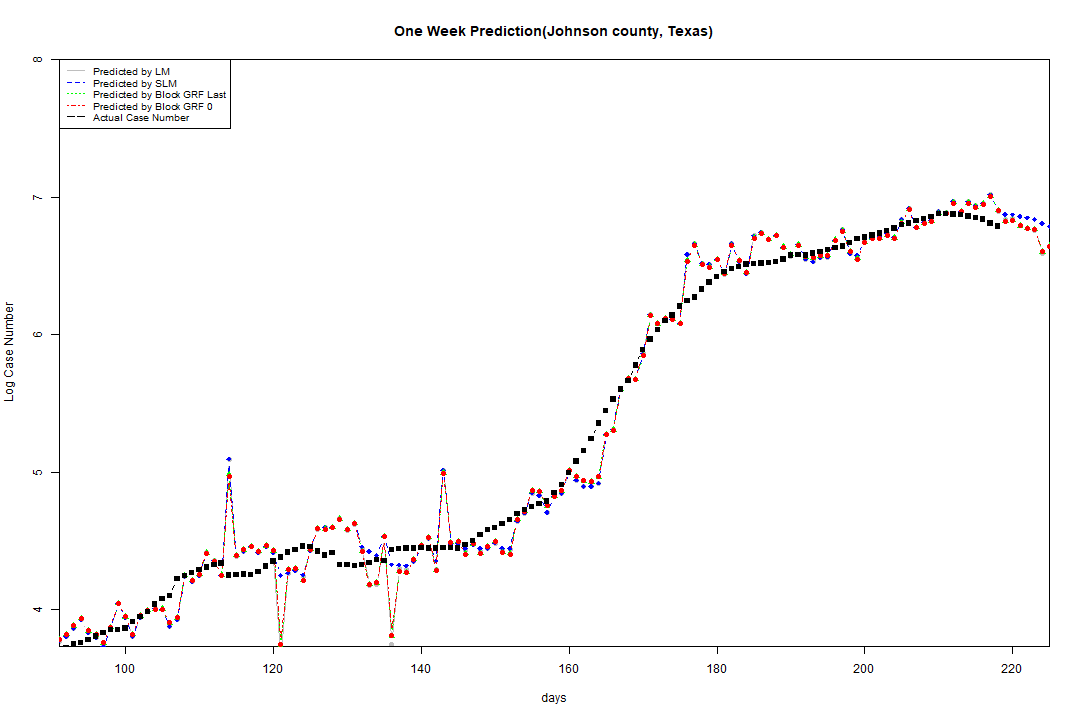 One Week Prediction(Johnson county, Texas)
Predicted by LM
Predicted by SLM
Predicted by Block GRF Last
Predicted by Block GRF 0
Actual Case Number
8
7
6
5
4
Log Case Number
100 120 140 160 180 200 220
days